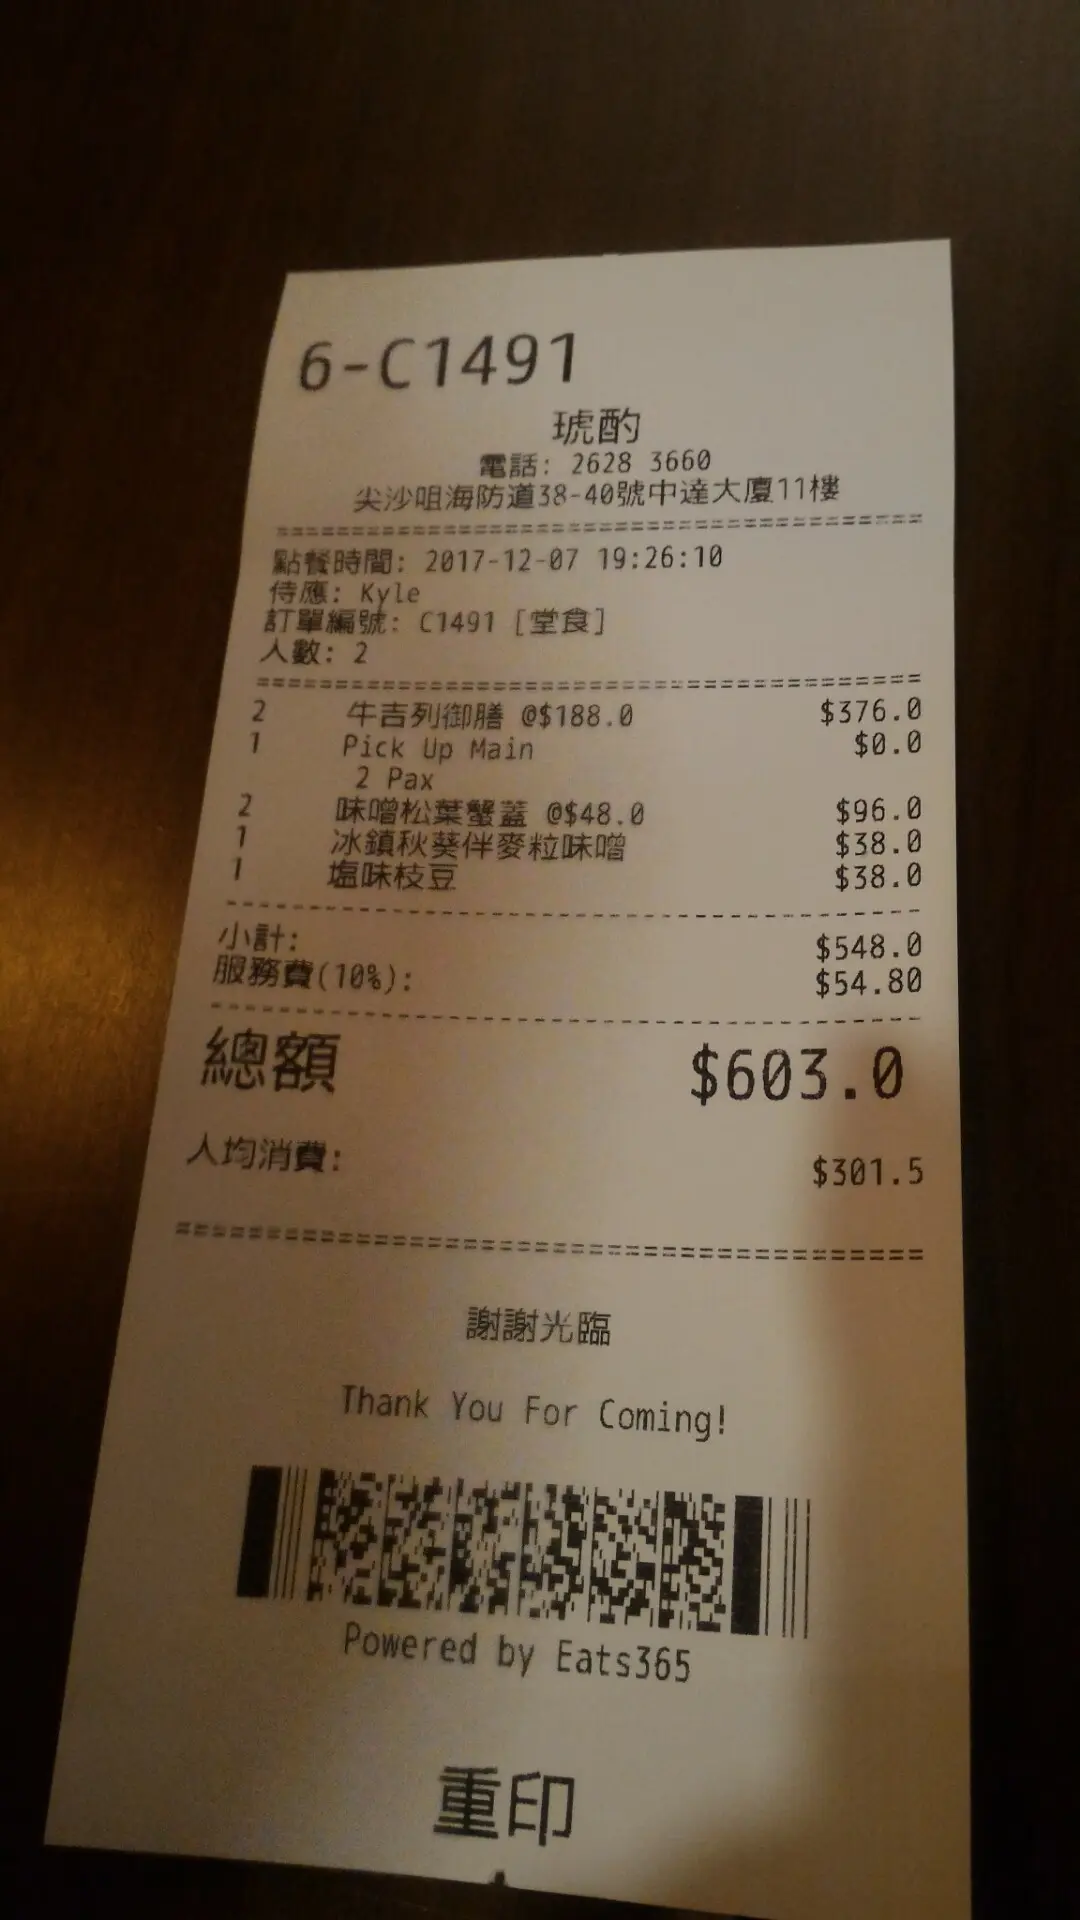 6-C1491
琥酌
電話: 2628 3660
尖沙咀海防道38-40號中達大廈11樓
點餐時間: 2017-12-07 19:26:10
侍應: Kyle
訂單編號: C1491 [堂食]
人數: 2
2 牛吉列御膳 @$188.0 $376.0
1 Pick Up Main $0.0
2 Pax
2 味噌松葉蟹蓋 @$48.0 $96.0
1 冰鎮秋葵伴麥粒味噌 $38.0
1 塩味枝豆 $38.0
小計: $548.0
服務費(10%): $54.80
總額 $603.0
人均消費: $301.5
謝謝光臨
Thank You For Coming!
Powered by Eats365
重印